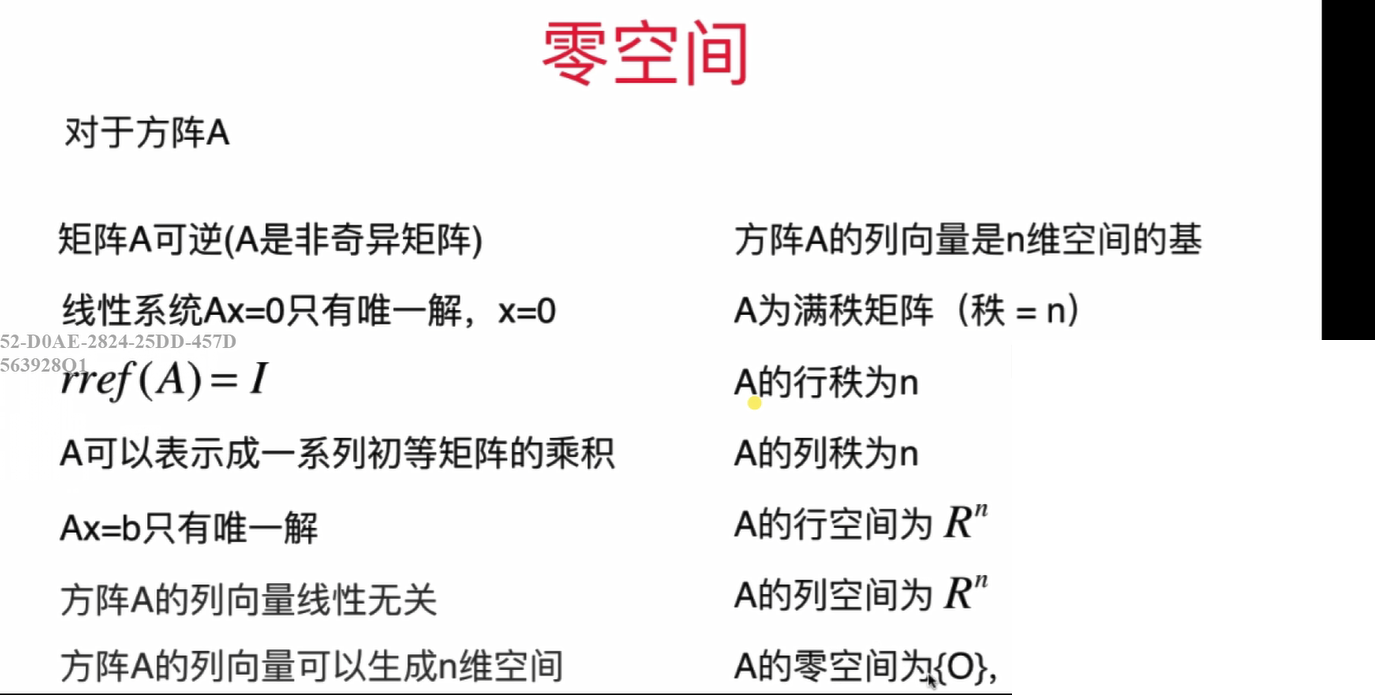 零空间
对于方阵A
矩阵A可逆(A是非奇异矩阵)
线性系统Ax=0只有唯一解，x=0
52-D0AE-2824-25DD-457D
563928O1
rref(A)=I
A可以表示成一系列初等矩阵的乘积
Ax=b只有唯一解
方阵A的列向量线性无关
方阵A的列向量可以生成n维空间
方阵A的列向量是n维空间的基
A为满秩矩阵（秩 = n）
A的行秩为n
A的列秩为n
A的行空间为 Rⁿ
A的列空间为 Rⁿ
A的零空间为{O},